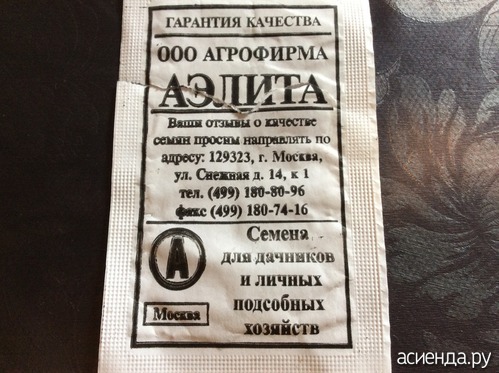 ГАРАНТИЯ КАЧЕСТВА
ООО АГРОФИРМА
АЭЛИТА
Ваши отзывы о качестве
семян просим направлять по
адресу: 129323, г. Москва,
ул. Снежная д. 14, к 1
тел. (499) 180-80-96
факс (499) 180-74-16
А
Москва
Семена
для дачников
и личных
подсобных
хозяйств
асиенда.ру